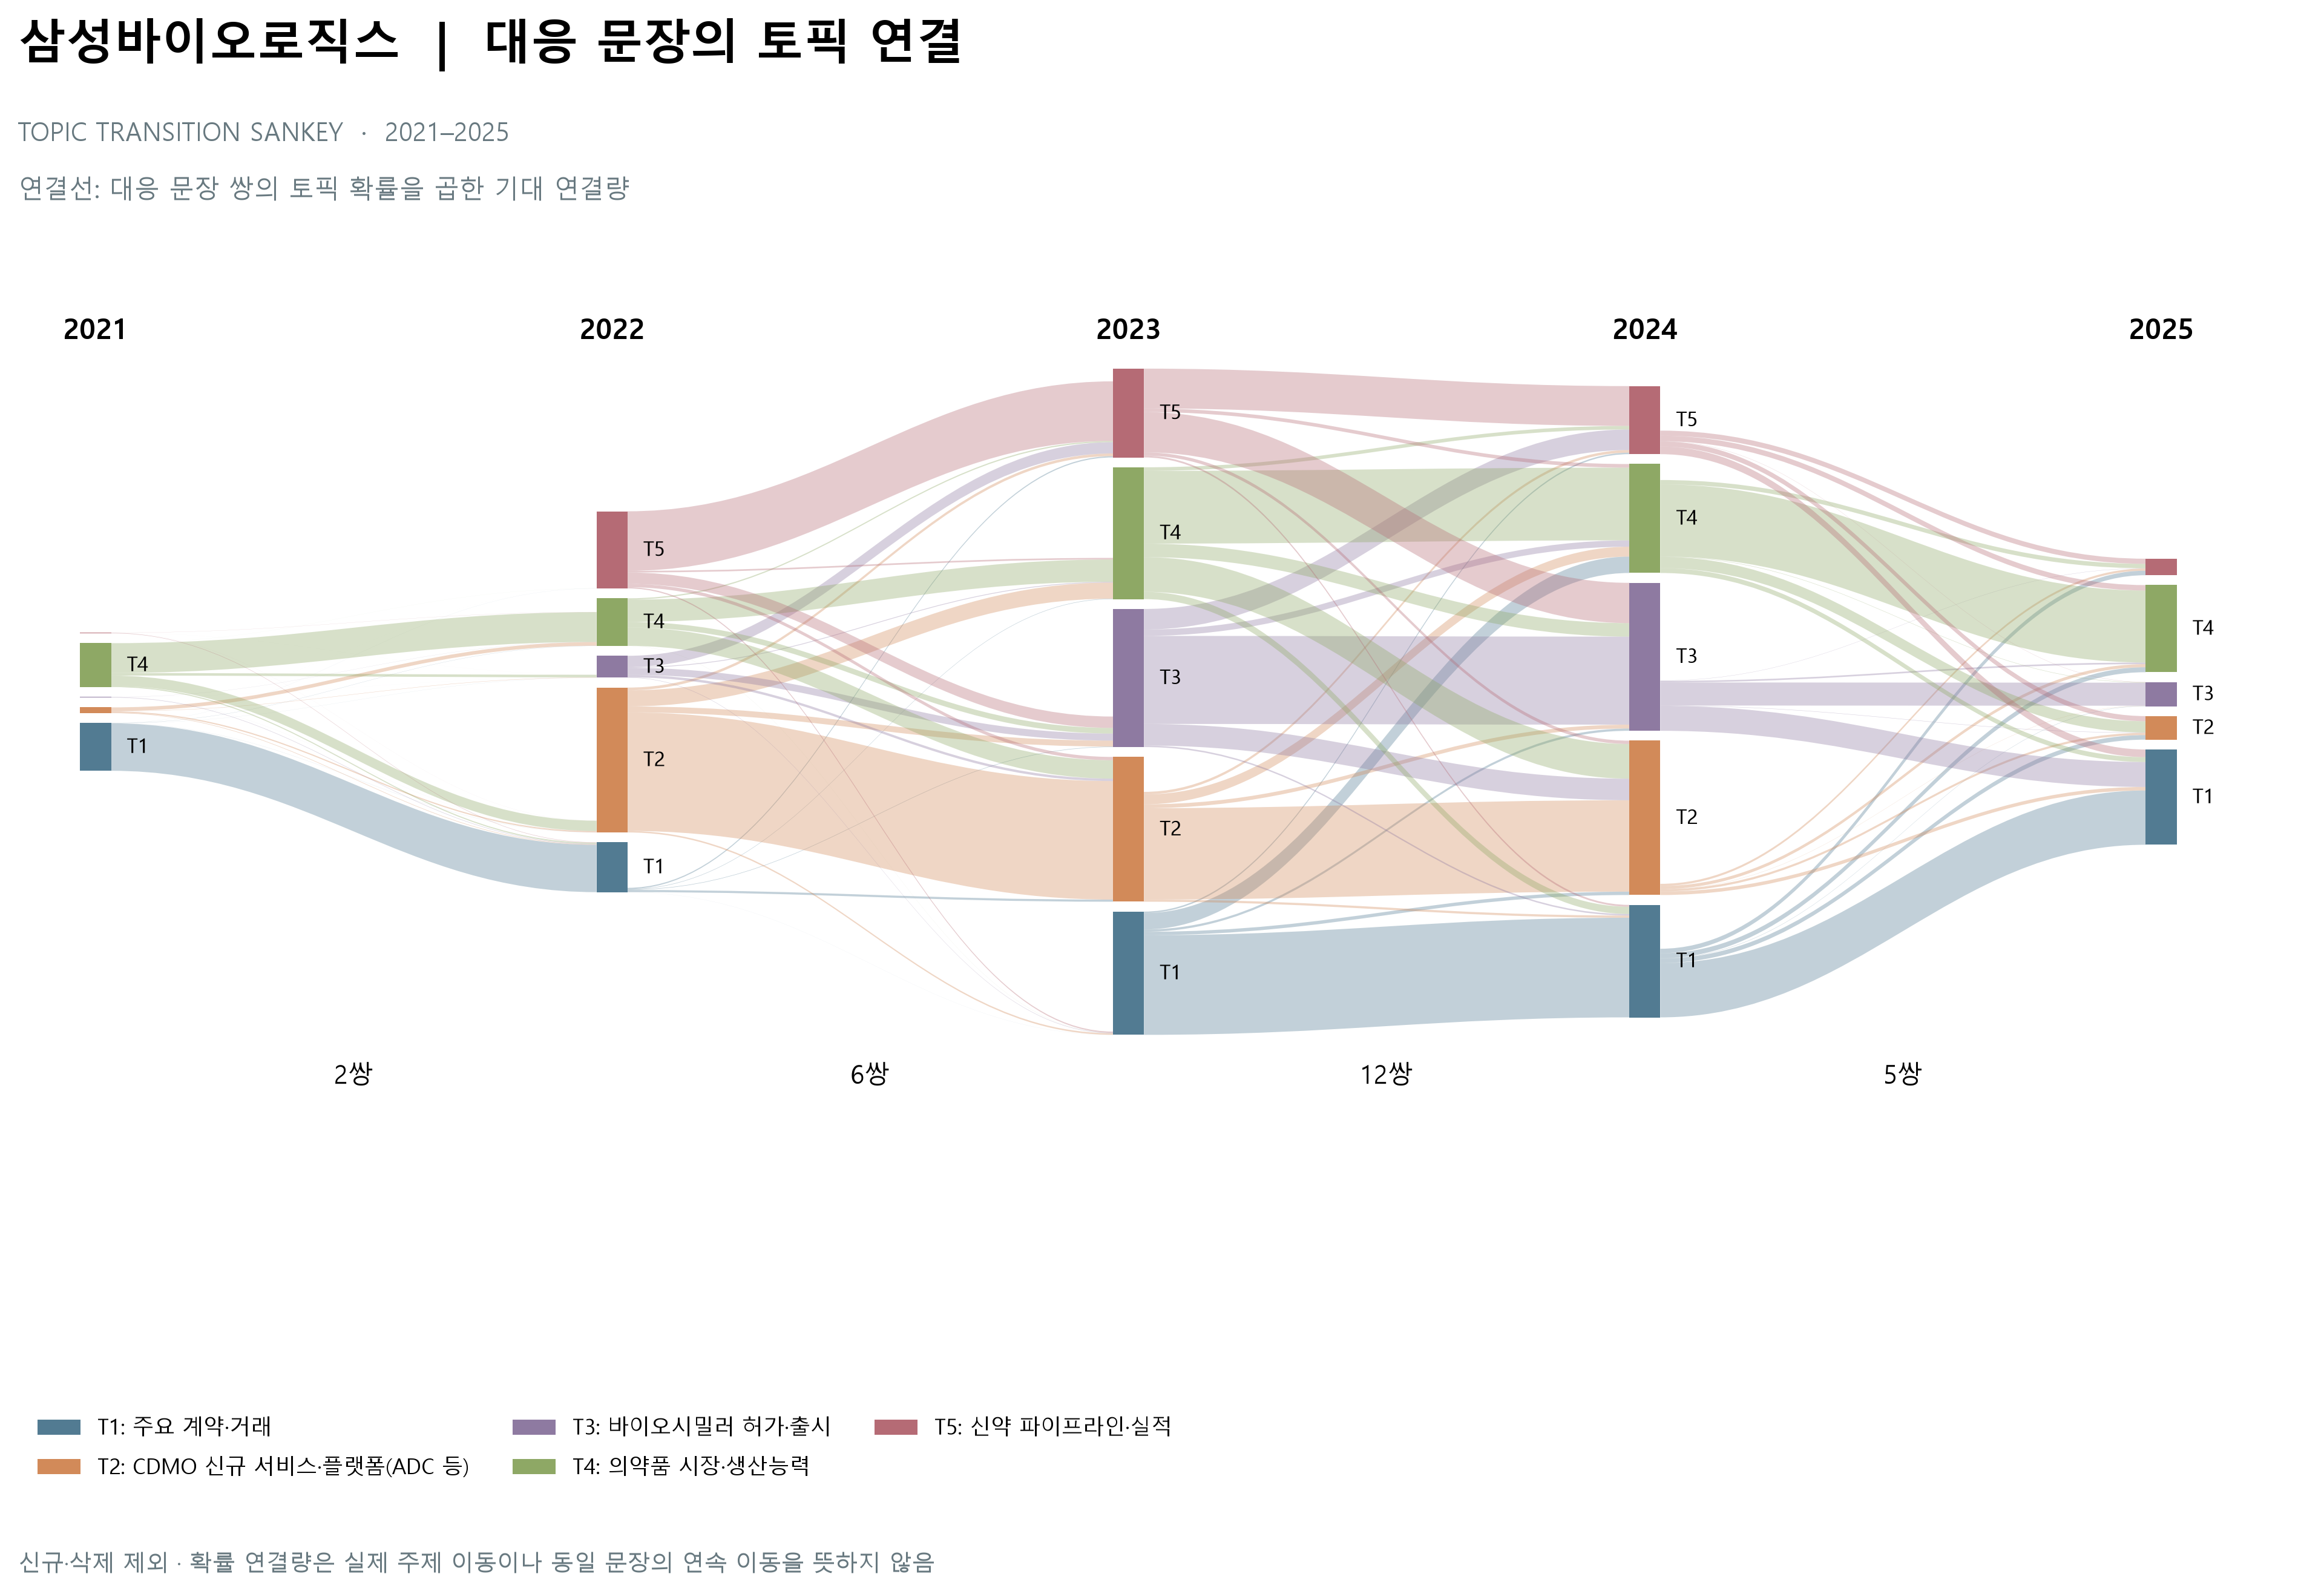 삼성바이오로직스 | 대응 문장의 토픽 연결
TOPIC TRANSITION SANKEY · 2021–2025
연결선: 대응 문장 쌍의 토픽 확률을 곱한 기대 연결량
2021 2022 2023 2024 2025
T4
T1
T5
T4
T3
T2
T1
T5
T4
T3
T2
T1
T5
T4
T3
T2
T1
T4
T3
T2
T1
2쌍 6쌍 12쌍 5쌍
T1: 주요 계약·거래 T3: 바이오시밀러 허가·출시 T5: 신약 파이프라인·실적
T2: CDMO 신규 서비스·플랫폼(ADC 등) T4: 의약품 시장·생산능력
신규·삭제 제외 · 확률 연결량은 실제 주제 이동이나 동일 문장의 연속 이동을 뜻하지 않음